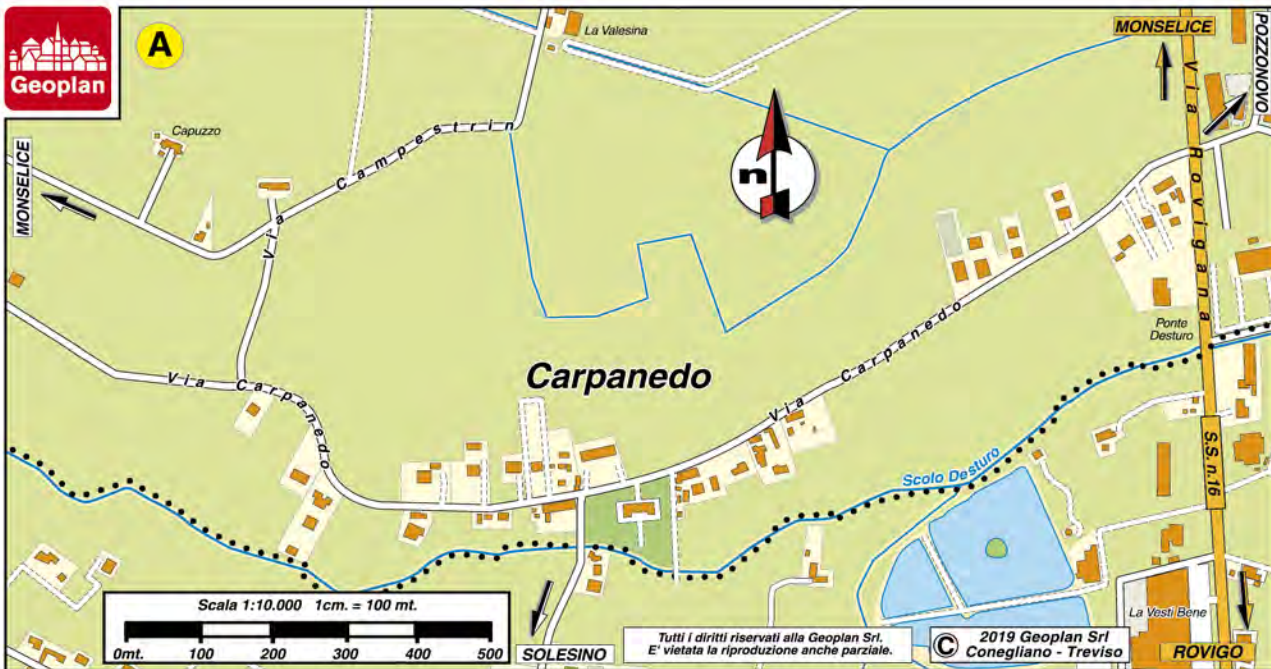 Geoplan
A
La Valesina
MONSELICE
POZZONOVO
Via Rovigana
Capuzzo
MONSELICE
Via Campestrin
n
Via Carpanedo
Carpanedo
Via Carpanedo
Ponte
Desturo
Scolo Desturo
S.S. n.16
La Vesti Bene
Scala 1:10.000 1cm. = 100 mt.
0mt. 100 200 300 400 500
SOLESINO
Tutti i diritti riservati alla Geoplan Srl.
E' vietata la riproduzione anche parziale.
C 2019 Geoplan Srl
Conegliano - Treviso
ROVIGO